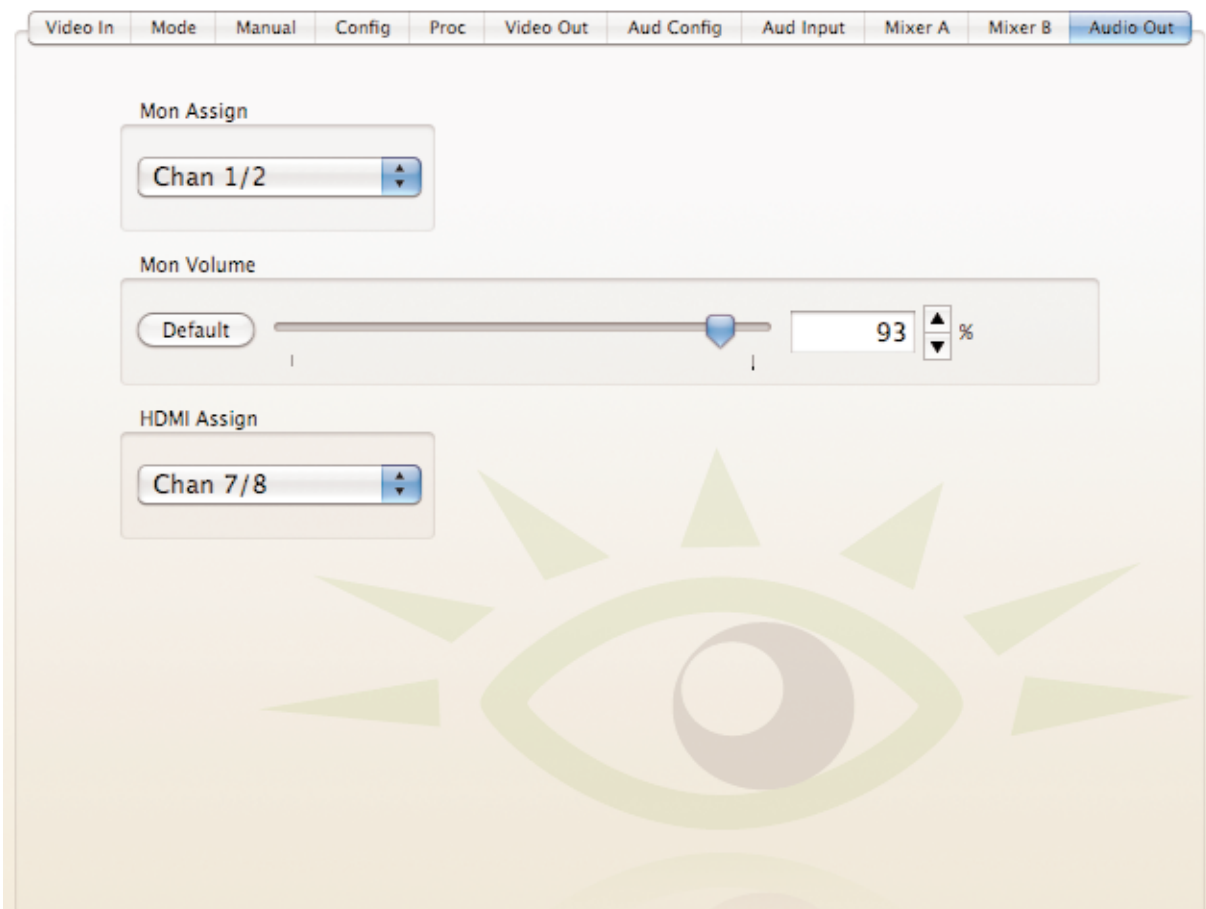 Video In Mode Manual Config Proc Video Out Aud Config Aud Input Mixer A Mixer B Audio Out
Mon Assign
Chan 1/2
Mon Volume
Default 93 %
HDMI Assign
Chan 7/8